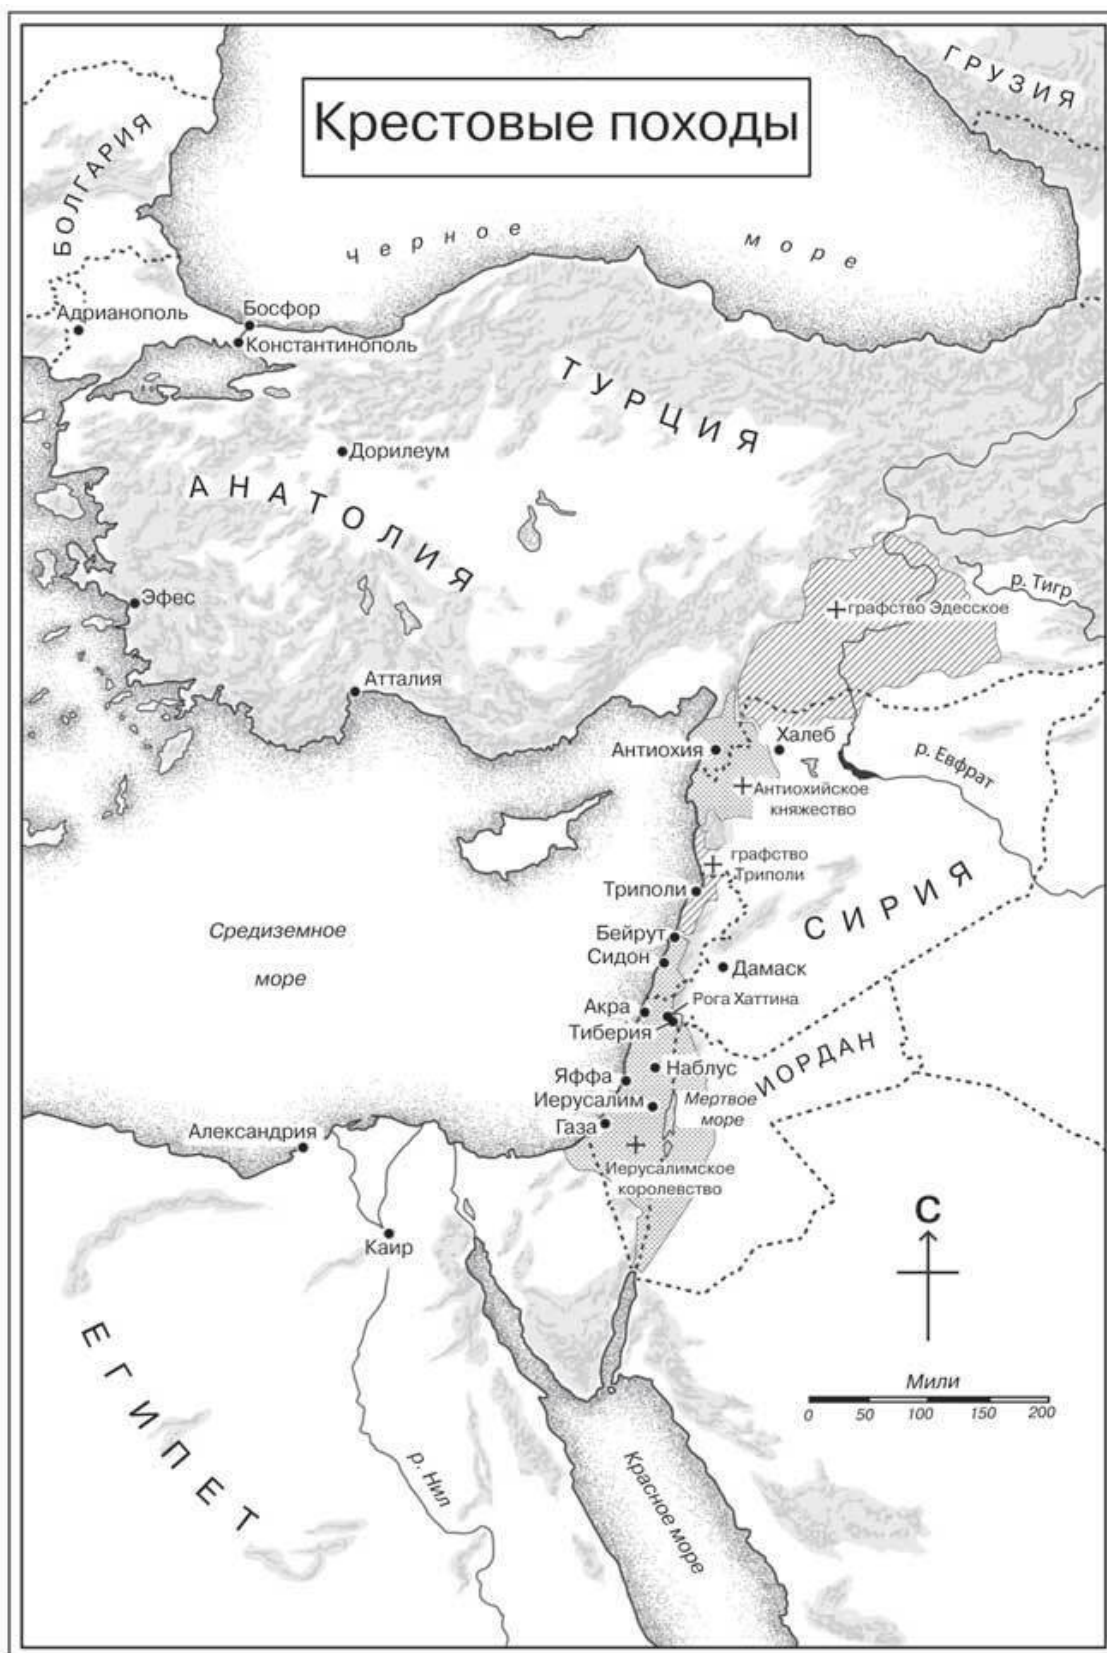 Крестовые походы
ГРУЗИЯ
БОЛГАРИЯ
Черное море
Адрианополь
Босфор
Константинополь
ТУРЦИЯ
Дорилеум
АНАТОЛИЯ
р. Тигр
Эфес
графство Эдесское
Атталия
Антиохия
Халеб
р. Евфрат
Антиохийское
княжество
графство
Триполи
Триполи
СИРИЯ
Средиземное
море
Бейрут
Сидон
Дамаск
Рога Хаттина
Акра
Тиберия
ИОРДАН
Наблус
Яффа
Иерусалим
Мертвое
море
Газа
Александрия
Иерусалимское
королевство
С
Каир
ЕГИПЕТ
Мили
0 50 100 150 200
р. Нил
Красное море